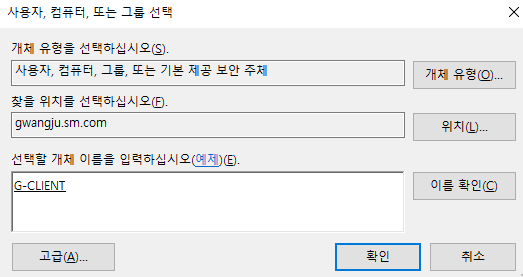 사용자, 컴퓨터, 또는 그룹 선택
개체 유형을 선택하십시오(S).
사용자, 컴퓨터, 그룹, 또는 기본 제공 보안 주체
개체 유형(O)...
찾을 위치를 선택하십시오(F).
gwangju.sm.com
위치(L)...
선택할 개체 이름을 입력하십시오(예제)(E).
G-CLIENT
이름 확인(C)
고급(A)...
확인
취소